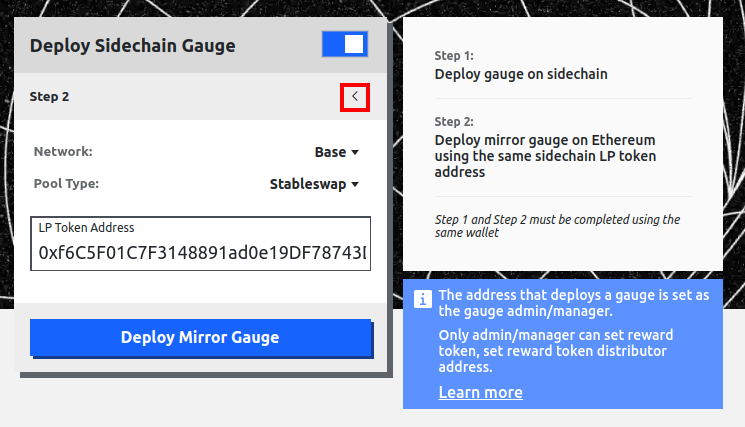 Deploy Sidechain Gauge
Step 2
Network:
Base
Pool Type:
Stableswap
LP Token Address
0xf6C5F01C7F3148891ad0e19DF78743D
Deploy Mirror Gauge
Step 1:
Deploy gauge on sidechain
Step 2:
Deploy mirror gauge on Ethereum
using the same sidechain LP token
address
Step 1 and Step 2 must be completed using the
same wallet
The address that deploys a gauge is set as
the gauge admin/manager.
Only admin/manager can set reward
token, set reward token distributor
address.
Learn more